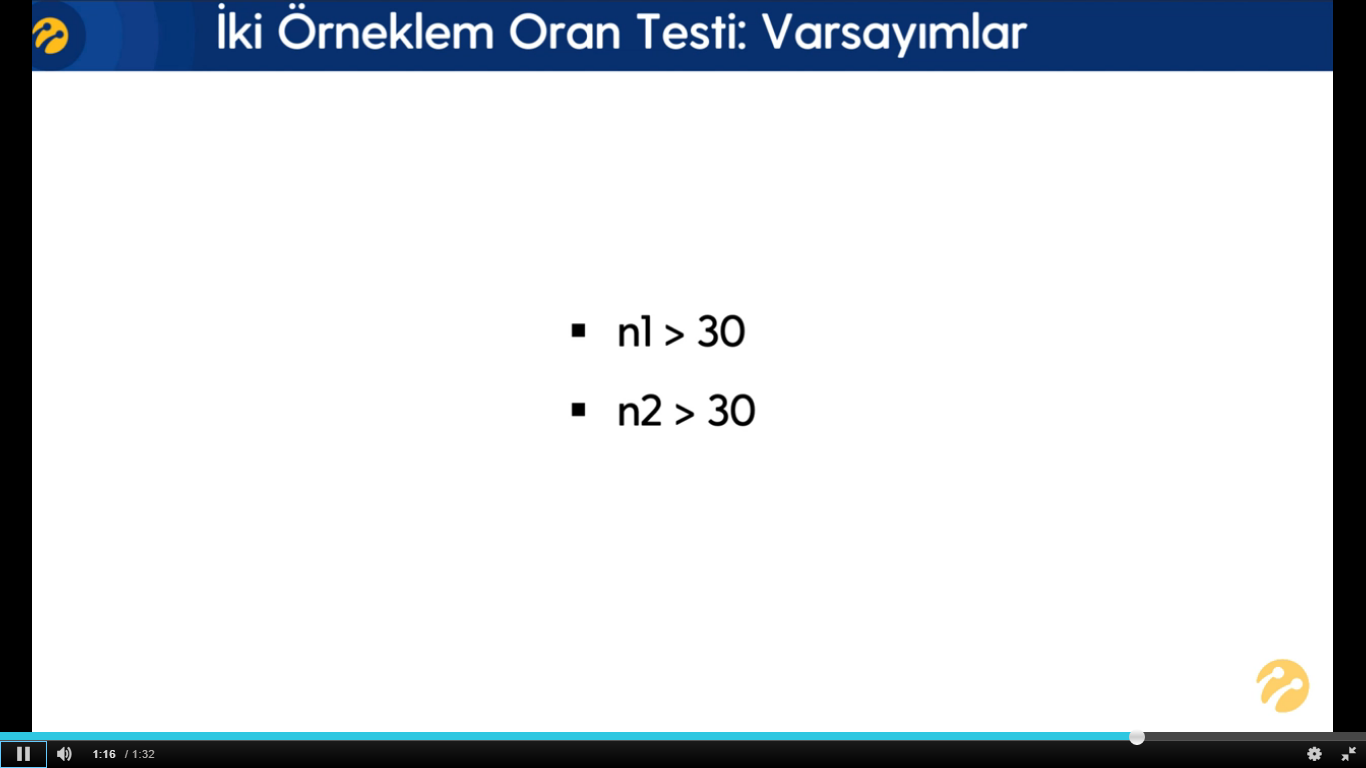 İki Örneklem Oran Testi: Varsayımlar
▪ n1 > 30
▪ n2 > 30
1:16 / 1:32